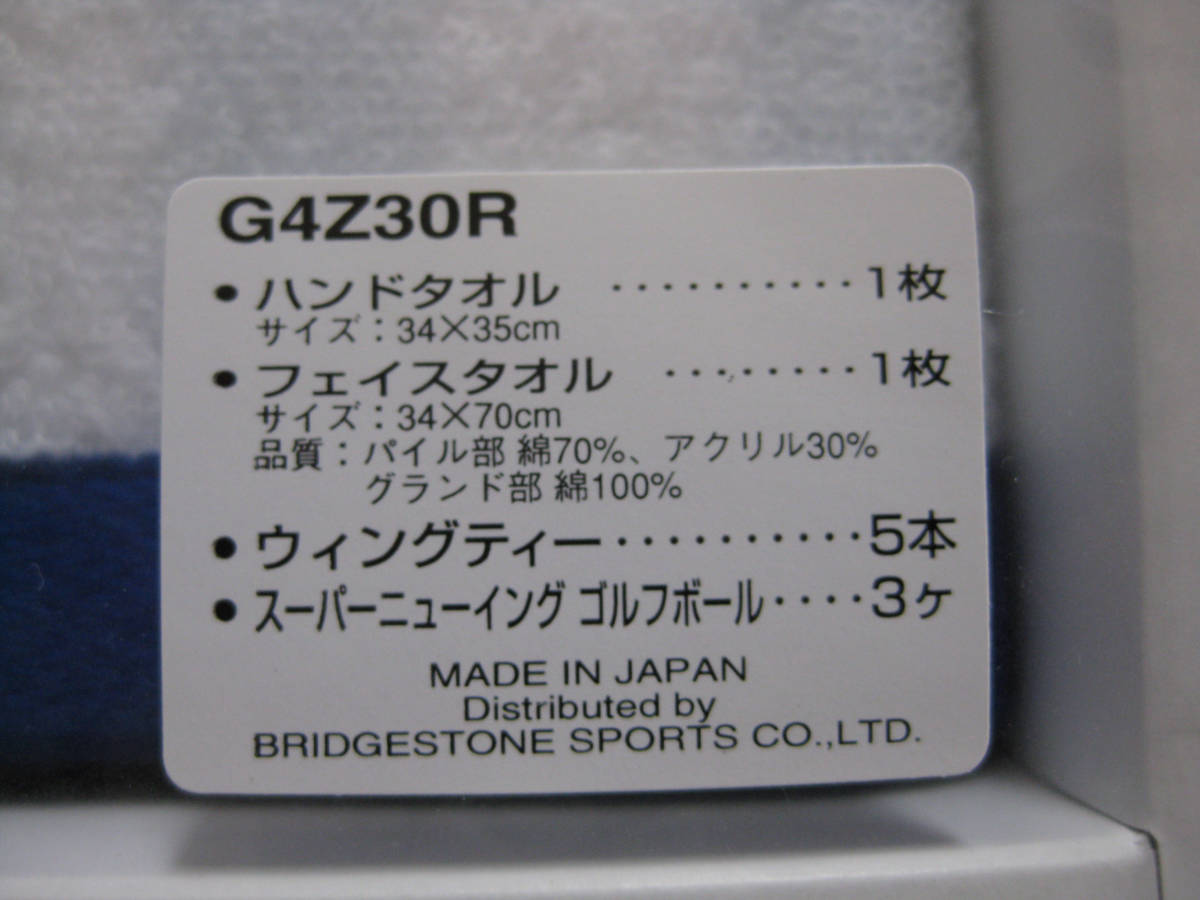 G4Z30R
• ハンドタオル ‥‥‥‥‥ 1枚
サイズ：34×35cm
• フェイスタオル ‥‥‥‥‥ 1枚
サイズ：34×70cm
品質：パイル部 綿70%、アクリル30%
グランド部 綿100%
• ウィングティー‥‥‥‥‥5本
• スーパーニューイング ゴルフボール‥‥3ヶ
MADE IN JAPAN
Distributed by
BRIDGESTONE SPORTS CO.,LTD.